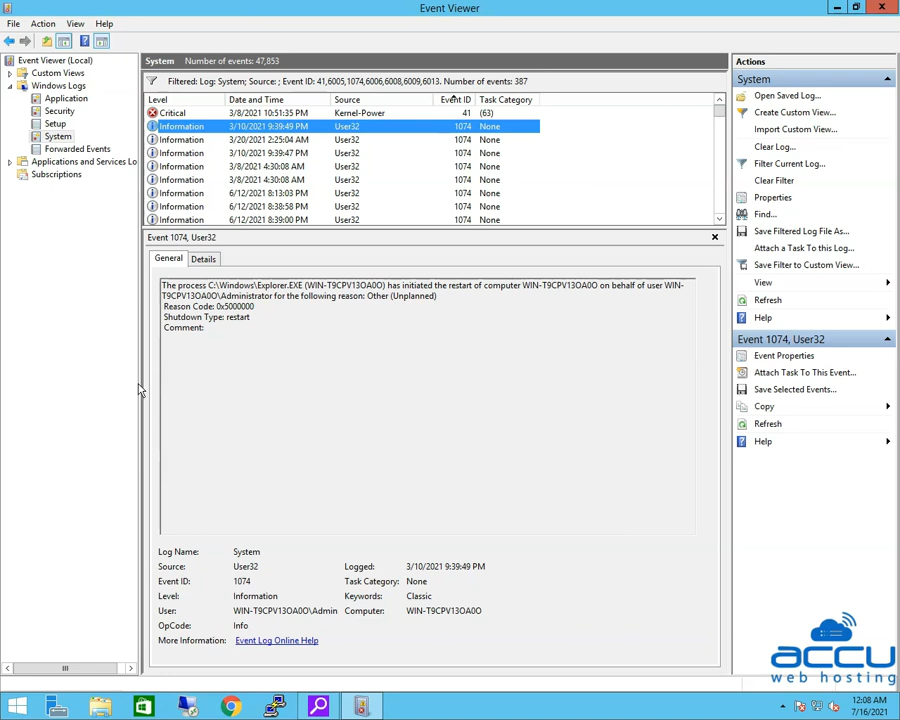 Event Viewer
File Action View Help
Event Viewer (Local)
Custom Views
Windows Logs
Application
Security
Setup
System
Forwarded Events
Applications and Services Lo
Subscriptions
System Number of events: 47,853
Filtered: Log: System; Source: ; Event ID: 41,6005,1074,6006,6008,6009,6013. Number of events: 387
Level Date and Time Source Event ID Task Category
Critical 3/8/2021 10:51:35 PM Kernel-Power 41 (63)
Information 3/10/2021 9:39:49 PM User32 1074 None
Information 3/20/2021 2:25:04 AM User32 1074 None
Information 3/10/2021 9:39:47 PM User32 1074 None
Information 3/8/2021 4:30:08 AM User32 1074 None
Information 3/8/2021 4:30:08 AM User32 1074 None
Information 6/12/2021 8:13:03 PM User32 1074 None
Information 6/12/2021 8:38:58 PM User32 1074 None
Information 6/12/2021 8:39:00 PM User32 1074 None
Event 1074, User32
General Details
The process C:\Windows\Explorer.EXE (WIN-T9CPV13OA0O) has initiated the restart of computer WIN-T9CPV13OA0O on behalf of user WIN-
T9CPV13OA0O\Administrator for the following reason: Other (Unplanned)
Reason Code: 0x5000000
Shutdown Type: restart
Comment:
Log Name: System
Source: User32 Logged: 3/10/2021 9:39:49 PM
Event ID: 1074 Task Category: None
Level: Information Keywords: Classic
User: WIN-T9CPV13OA0O\Admin Computer: WIN-T9CPV13OA0O
OpCode: Info
More Information: Event Log Online Help
Actions
System
Open Saved Log...
Create Custom View...
Import Custom View...
Clear Log...
Filter Current Log...
Clear Filter
Properties
Find...
Save Filtered Log File As...
Attach a Task To this Log...
Save Filter to Custom View...
View
Refresh
Help
Event 1074, User32
Event Properties
Attach Task To This Event...
Save Selected Events...
Copy
Refresh
Help
ACCU
web hosting
12:08 AM
7/16/2021